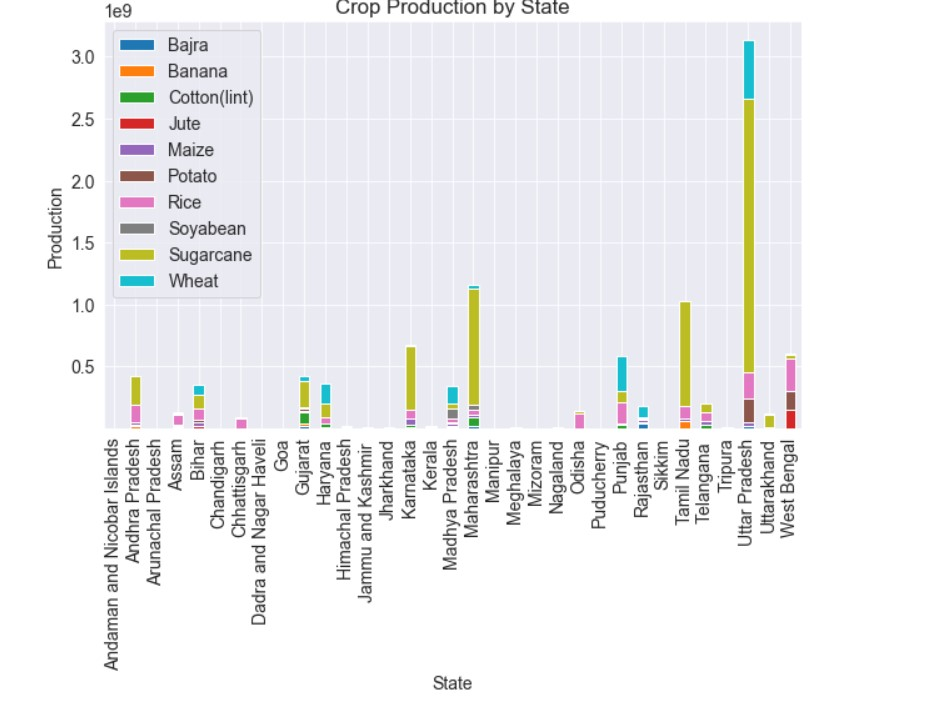 Crop Production by State
1e9
Bajra
Banana
Cotton(lint)
Jute
Maize
Potato
Rice
Soyabean
Sugarcane
Wheat
3.0
2.5
2.0
1.5
1.0
0.5
Production
Andaman and Nicobar Islands
Andhra Pradesh
Arunachal Pradesh
Assam
Bihar
Chandigarh
Chhattisgarh
Dadra and Nagar Haveli
Goa
Gujarat
Haryana
Himachal Pradesh
Jammu and Kashmir
Jharkhand
Karnataka
Kerala
Madhya Pradesh
Maharashtra
Manipur
Meghalaya
Mizoram
Nagaland
Odisha
Puducherry
Punjab
Rajasthan
Sikkim
Tamil Nadu
Telangana
Tripura
Uttar Pradesh
Uttarakhand
West Bengal
State